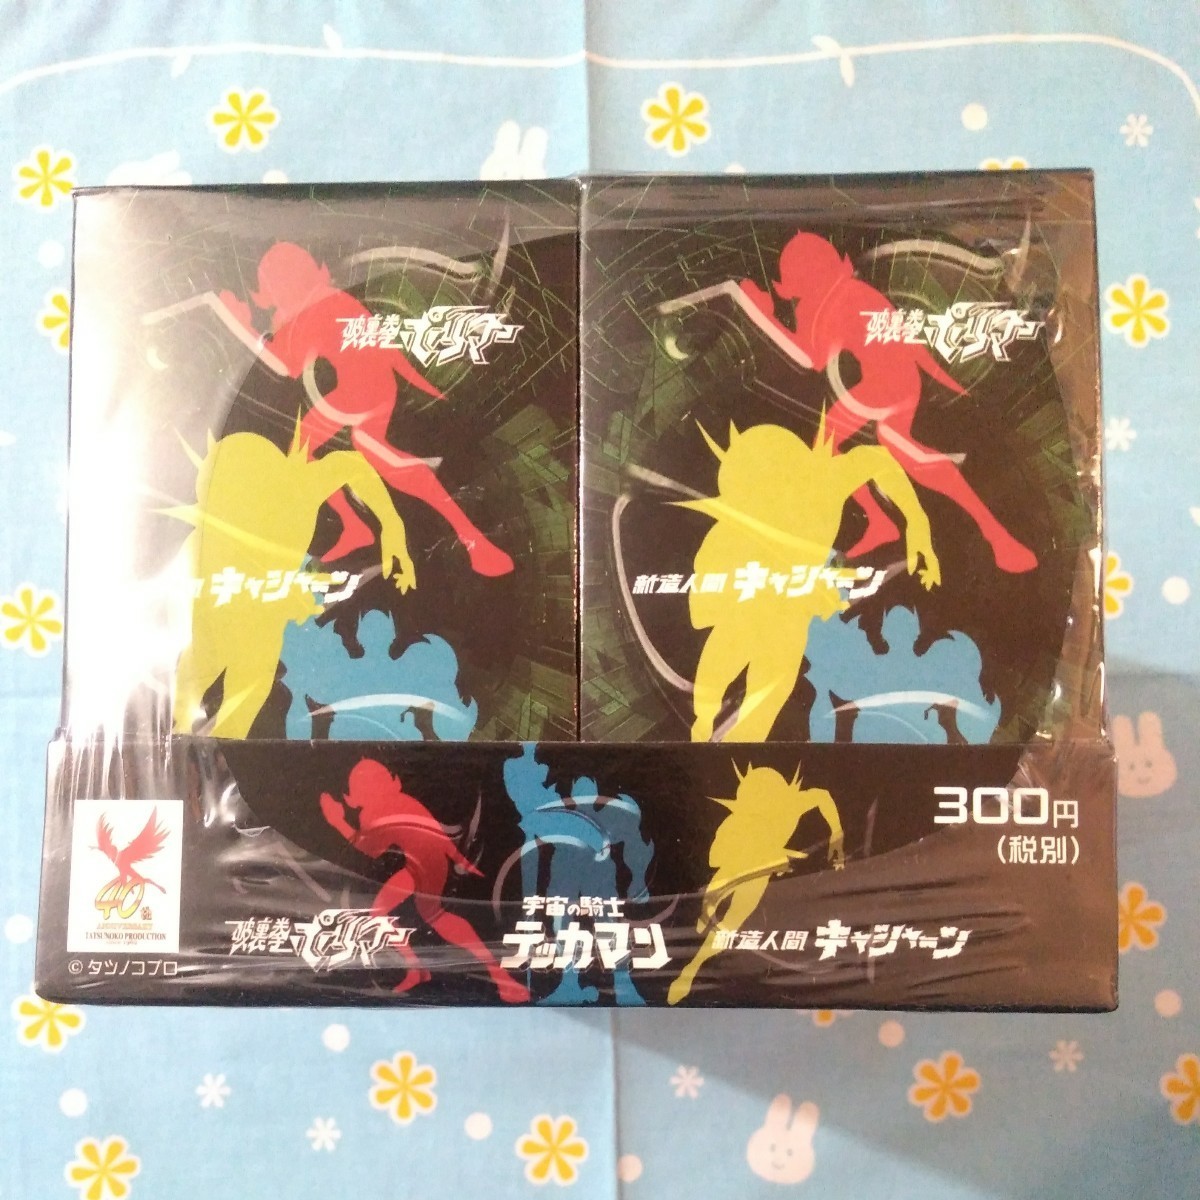 破裏拳ポリマー
破裏拳ポリマー
キャシャーン
新造人間 キャシャーン
300円
(税別)
40th
ANNIVERSARY
TATSUNOKO PRODUCTION
© タツノコプロ
破裏拳ポリマー
宇宙の騎士
テッカマン
新造人間 キャシャーン